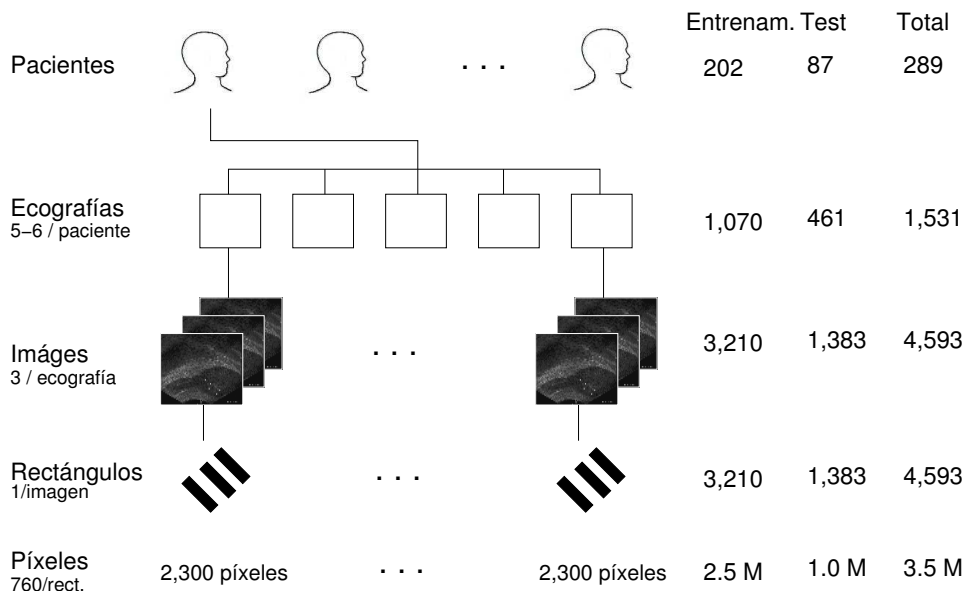 Entrenam. Test Total
Pacientes . . . 202 87 289
Ecografías 1,070 461 1,531
5–6 / paciente
Imáges . . . 3,210 1,383 4,593
3 / ecografía
Rectángulos . . . 3,210 1,383 4,593
1/imagen
Píxeles 2,300 píxeles . . . 2,300 píxeles 2.5 M 1.0 M 3.5 M
760/rect.